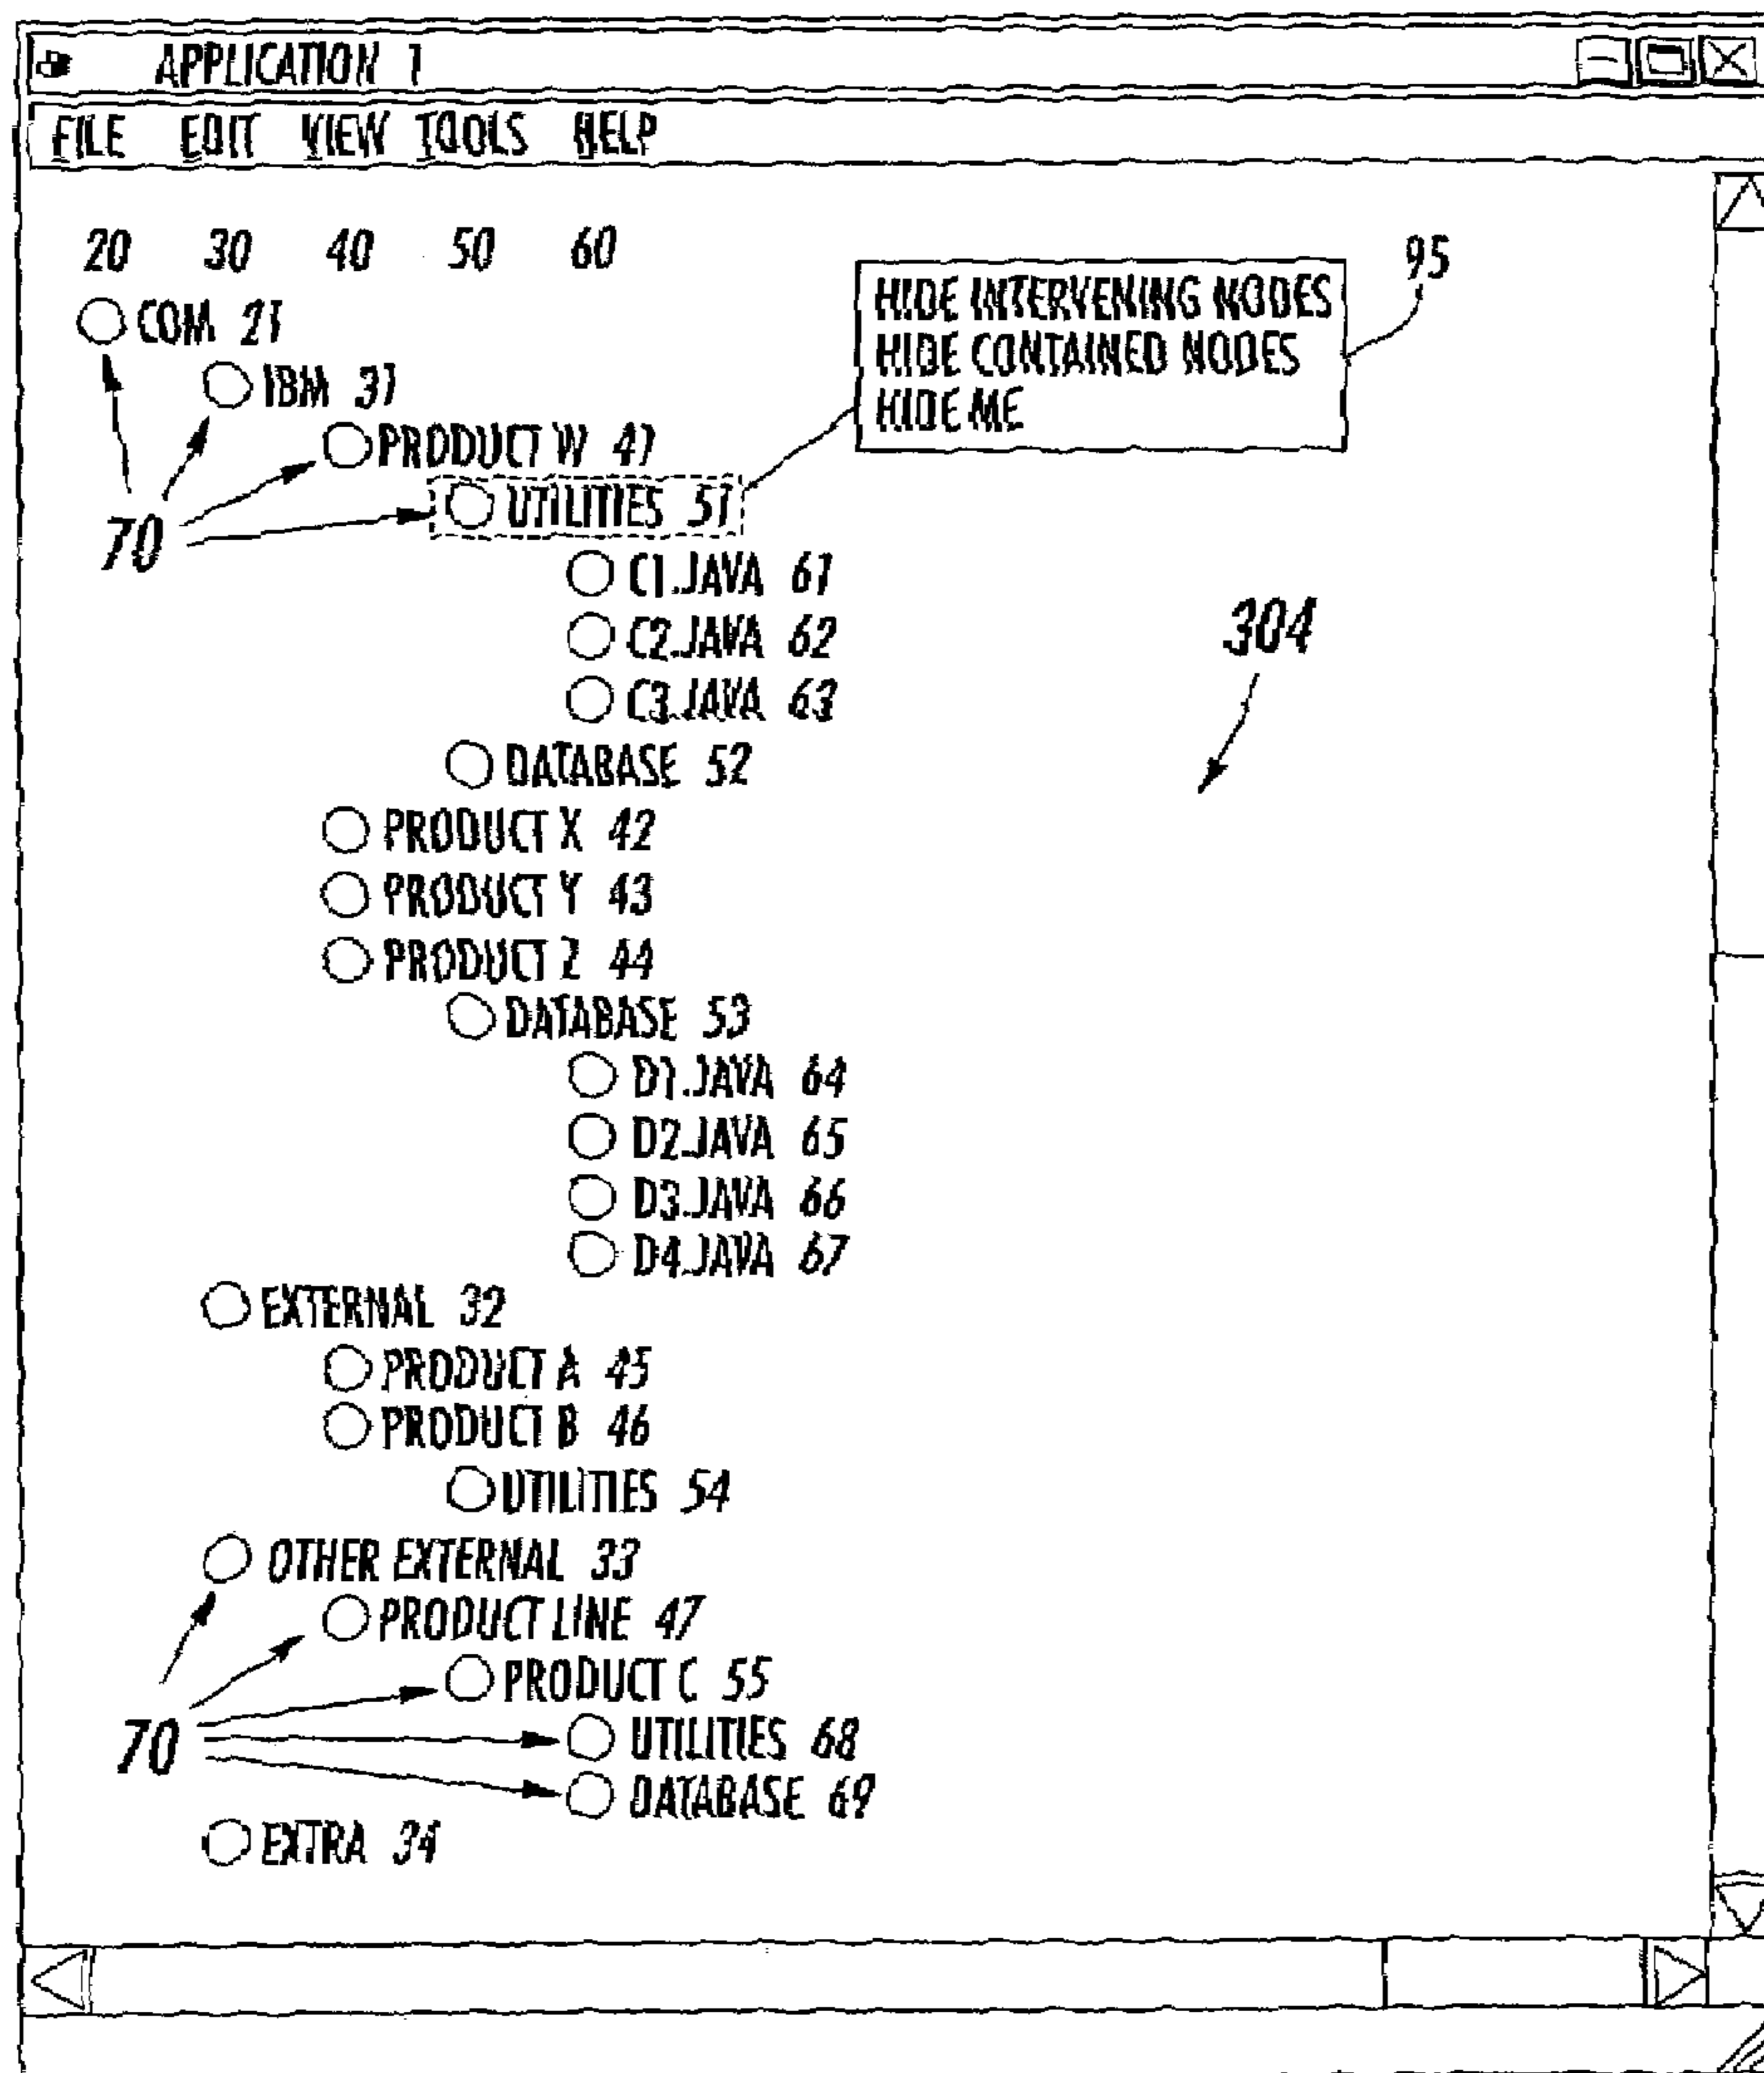 APPLICATION 1
FILE EDIT VIEW TOOLS HELP
20 30 40 50 60
95
HIDE INTERVENING NODES
HIDE CONTAINED NODES
HIDE ME
COM 21
IBM 31
PRODUCT W 41
UTILITIES 51
70
C1.JAVA 61
C2.JAVA 62
304
C3.JAVA 63
DATABASE 52
PRODUCT X 42
PRODUCT Y 43
PRODUCT Z 44
DATABASE 53
D1.JAVA 64
D2.JAVA 65
D3.JAVA 66
D4.JAVA 67
EXTERNAL 32
PRODUCT A 45
PRODUCT B 46
UTILITIES 54
OTHER EXTERNAL 33
PRODUCT LINE 47
PRODUCT C 55
70
UTILITIES 68
DATABASE 69
EXTRA 34